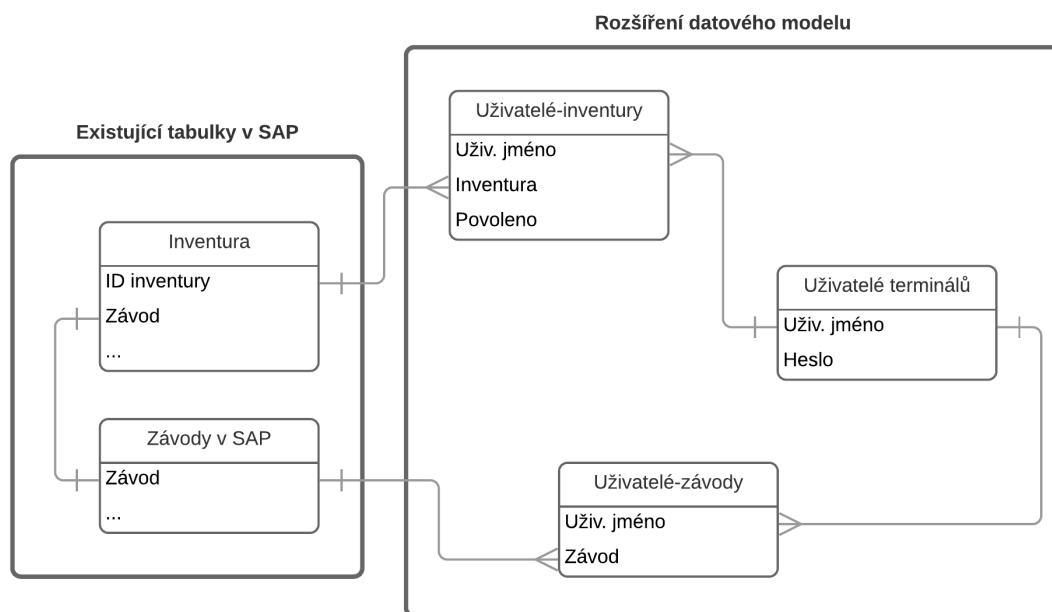 Rozšíření datového modelu
Existující tabulky v SAP
Uživatelé-inventury
Uživ. jméno
Inventura
Povoleno
Inventura
ID inventury
Závod
...
Uživatelé terminálů
Uživ. jméno
Heslo
Závody v SAP
Závod
...
Uživatelé-závody
Uživ. jméno
Závod